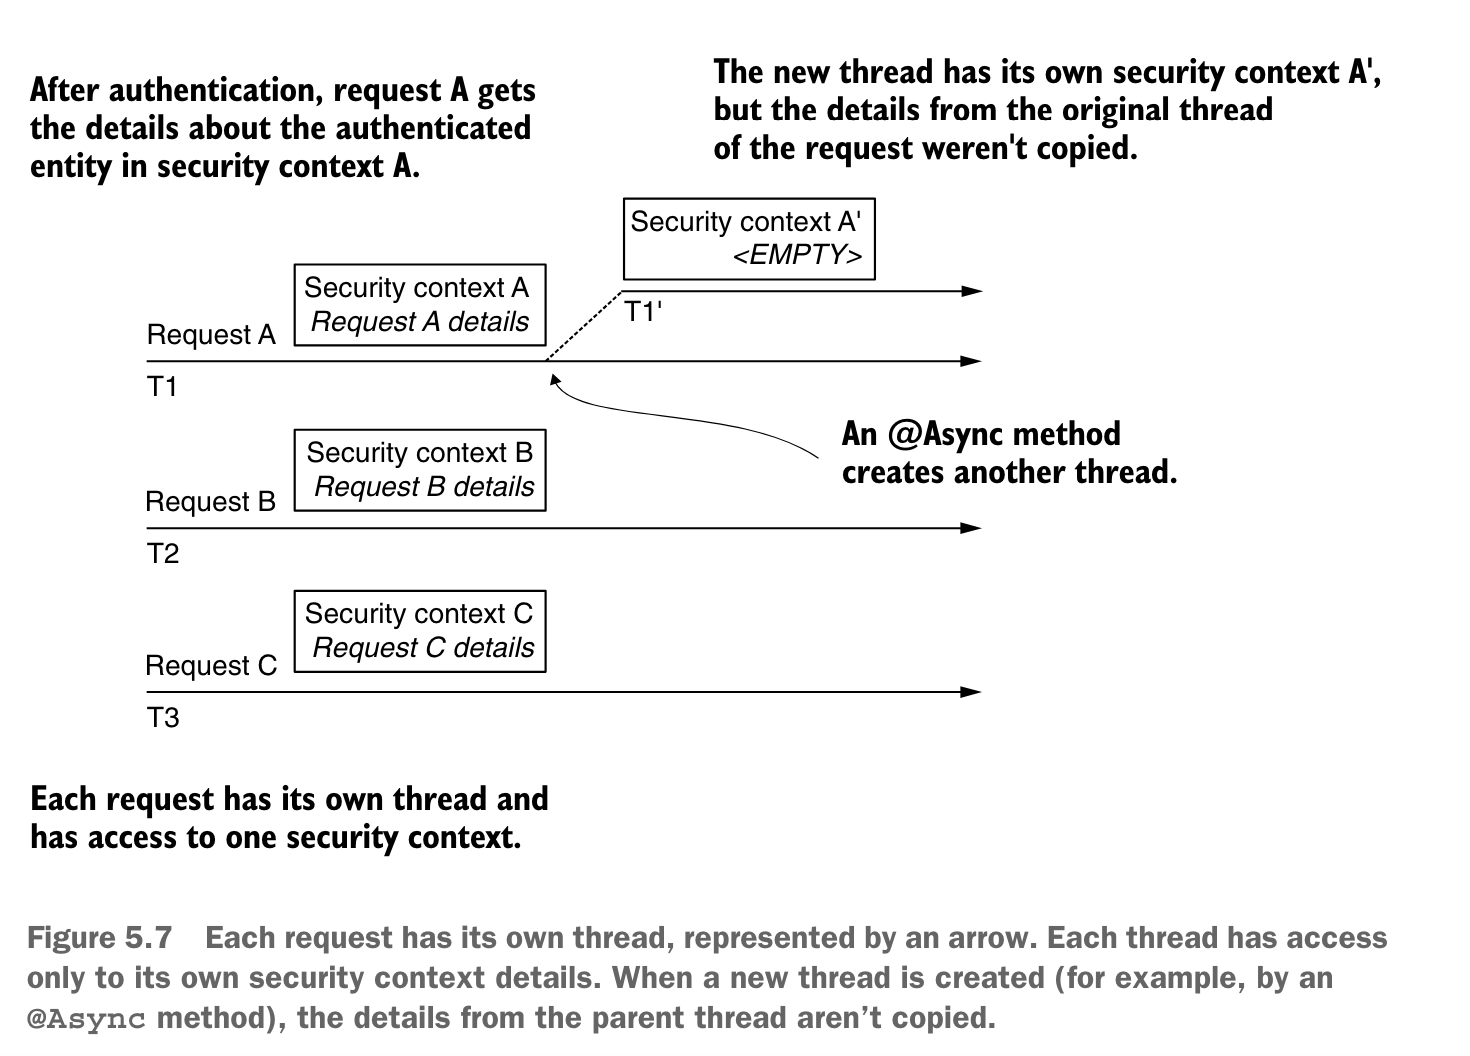 After authentication, request A gets
the details about the authenticated
entity in security context A.
The new thread has its own security context A',
but the details from the original thread
of the request weren't copied.
Security context A'
<EMPTY>
T1'
Security context A
Request A details
Request A
T1
An @Async method
creates another thread.
Security context B
Request B details
Request B
T2
Security context C
Request C details
Request C
T3
Each request has its own thread and
has access to one security context.
Figure 5.7 Each request has its own thread, represented by an arrow. Each thread has access
only to its own security context details. When a new thread is created (for example, by an
@Async method), the details from the parent thread aren’t copied.